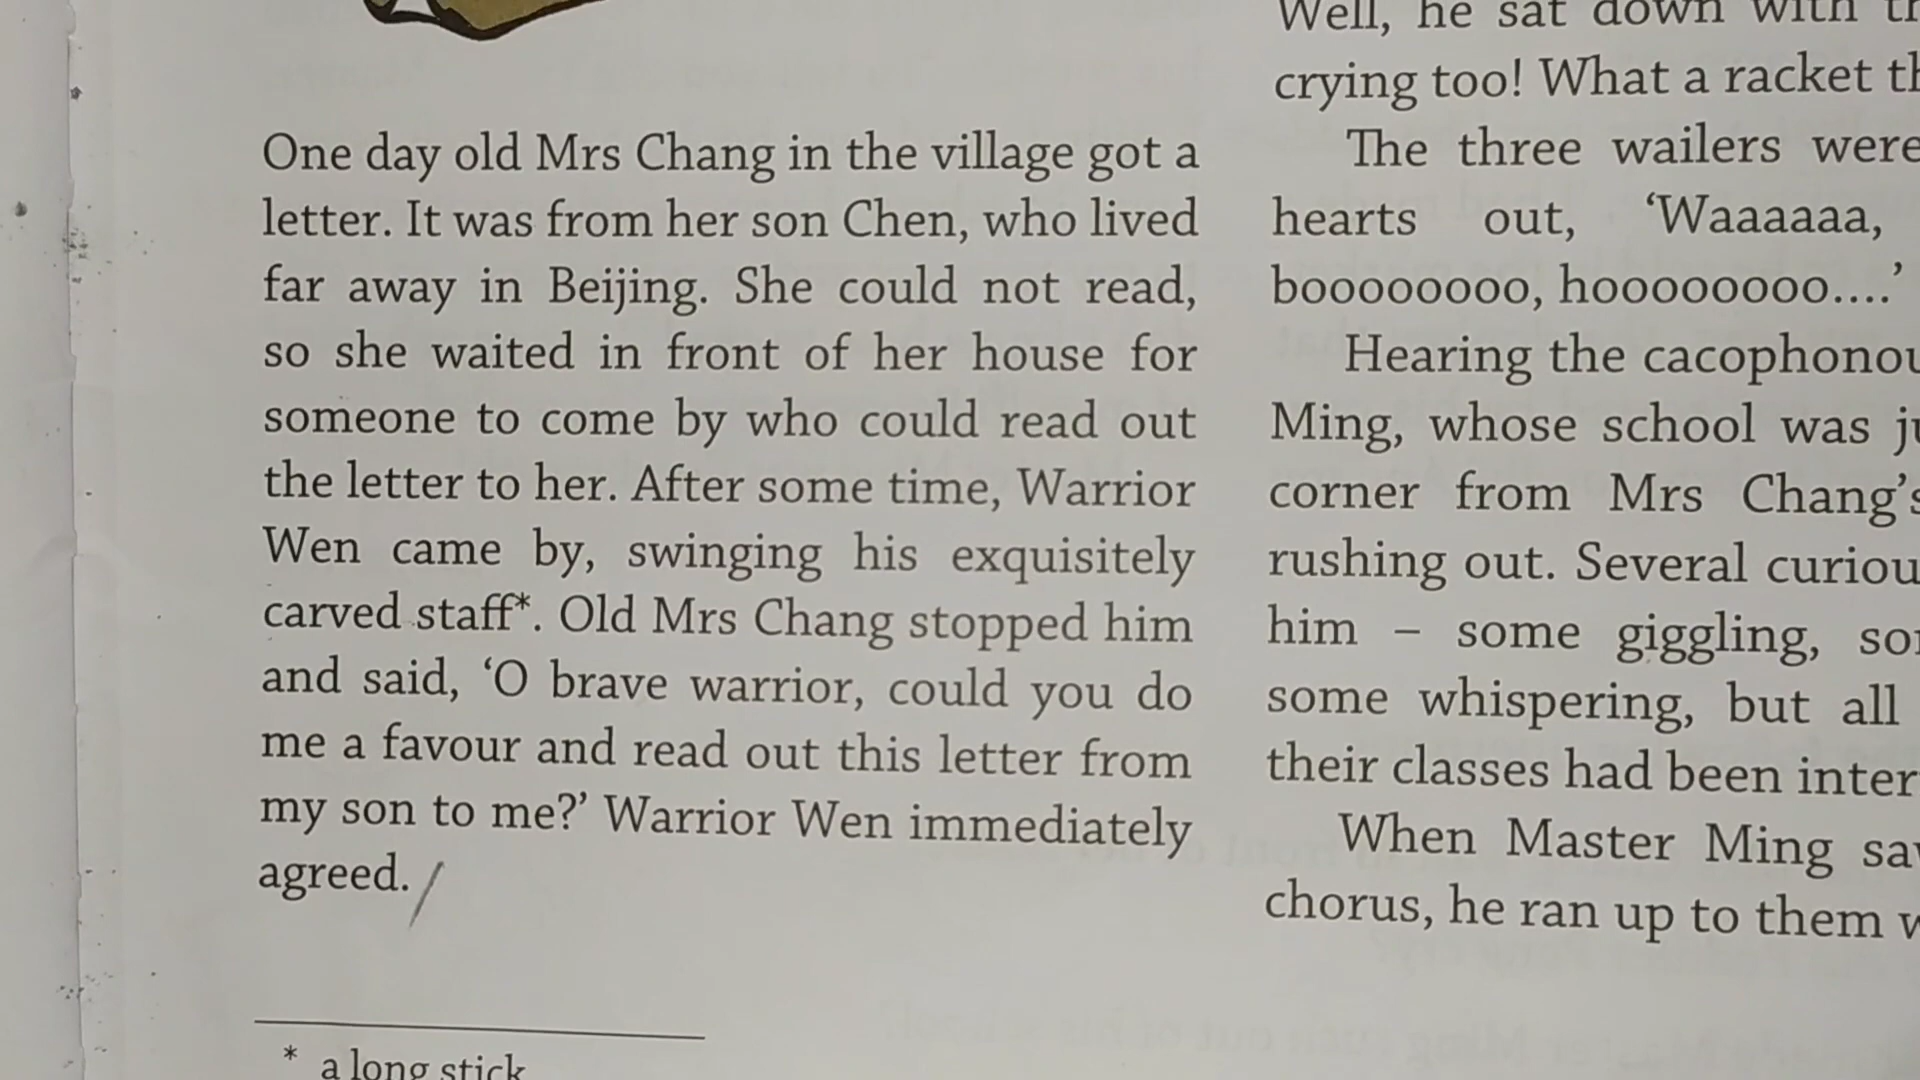 One day old Mrs Chang in the village got a
letter. It was from her son Chen, who lived
far away in Beijing. She could not read,
so she waited in front of her house for
someone to come by who could read out
the letter to her. After some time, Warrior
Wen came by, swinging his exquisitely
carved staff*. Old Mrs Chang stopped him
and said, ‘O brave warrior, could you do
me a favour and read out this letter from
my son to me?’ Warrior Wen immediately
agreed.
* a long stick
Well, he sat down with
crying too! What a racket
The three wailers were
hearts out, ‘Waaaaaa,
boooooooo, hoooooooo....’
Hearing the
Ming, whose school was
corner from Mrs Chang’s
rushing out. Several
him – some giggling,
some whispering, but all
their classes had been
When Master Ming
chorus, he ran up to them